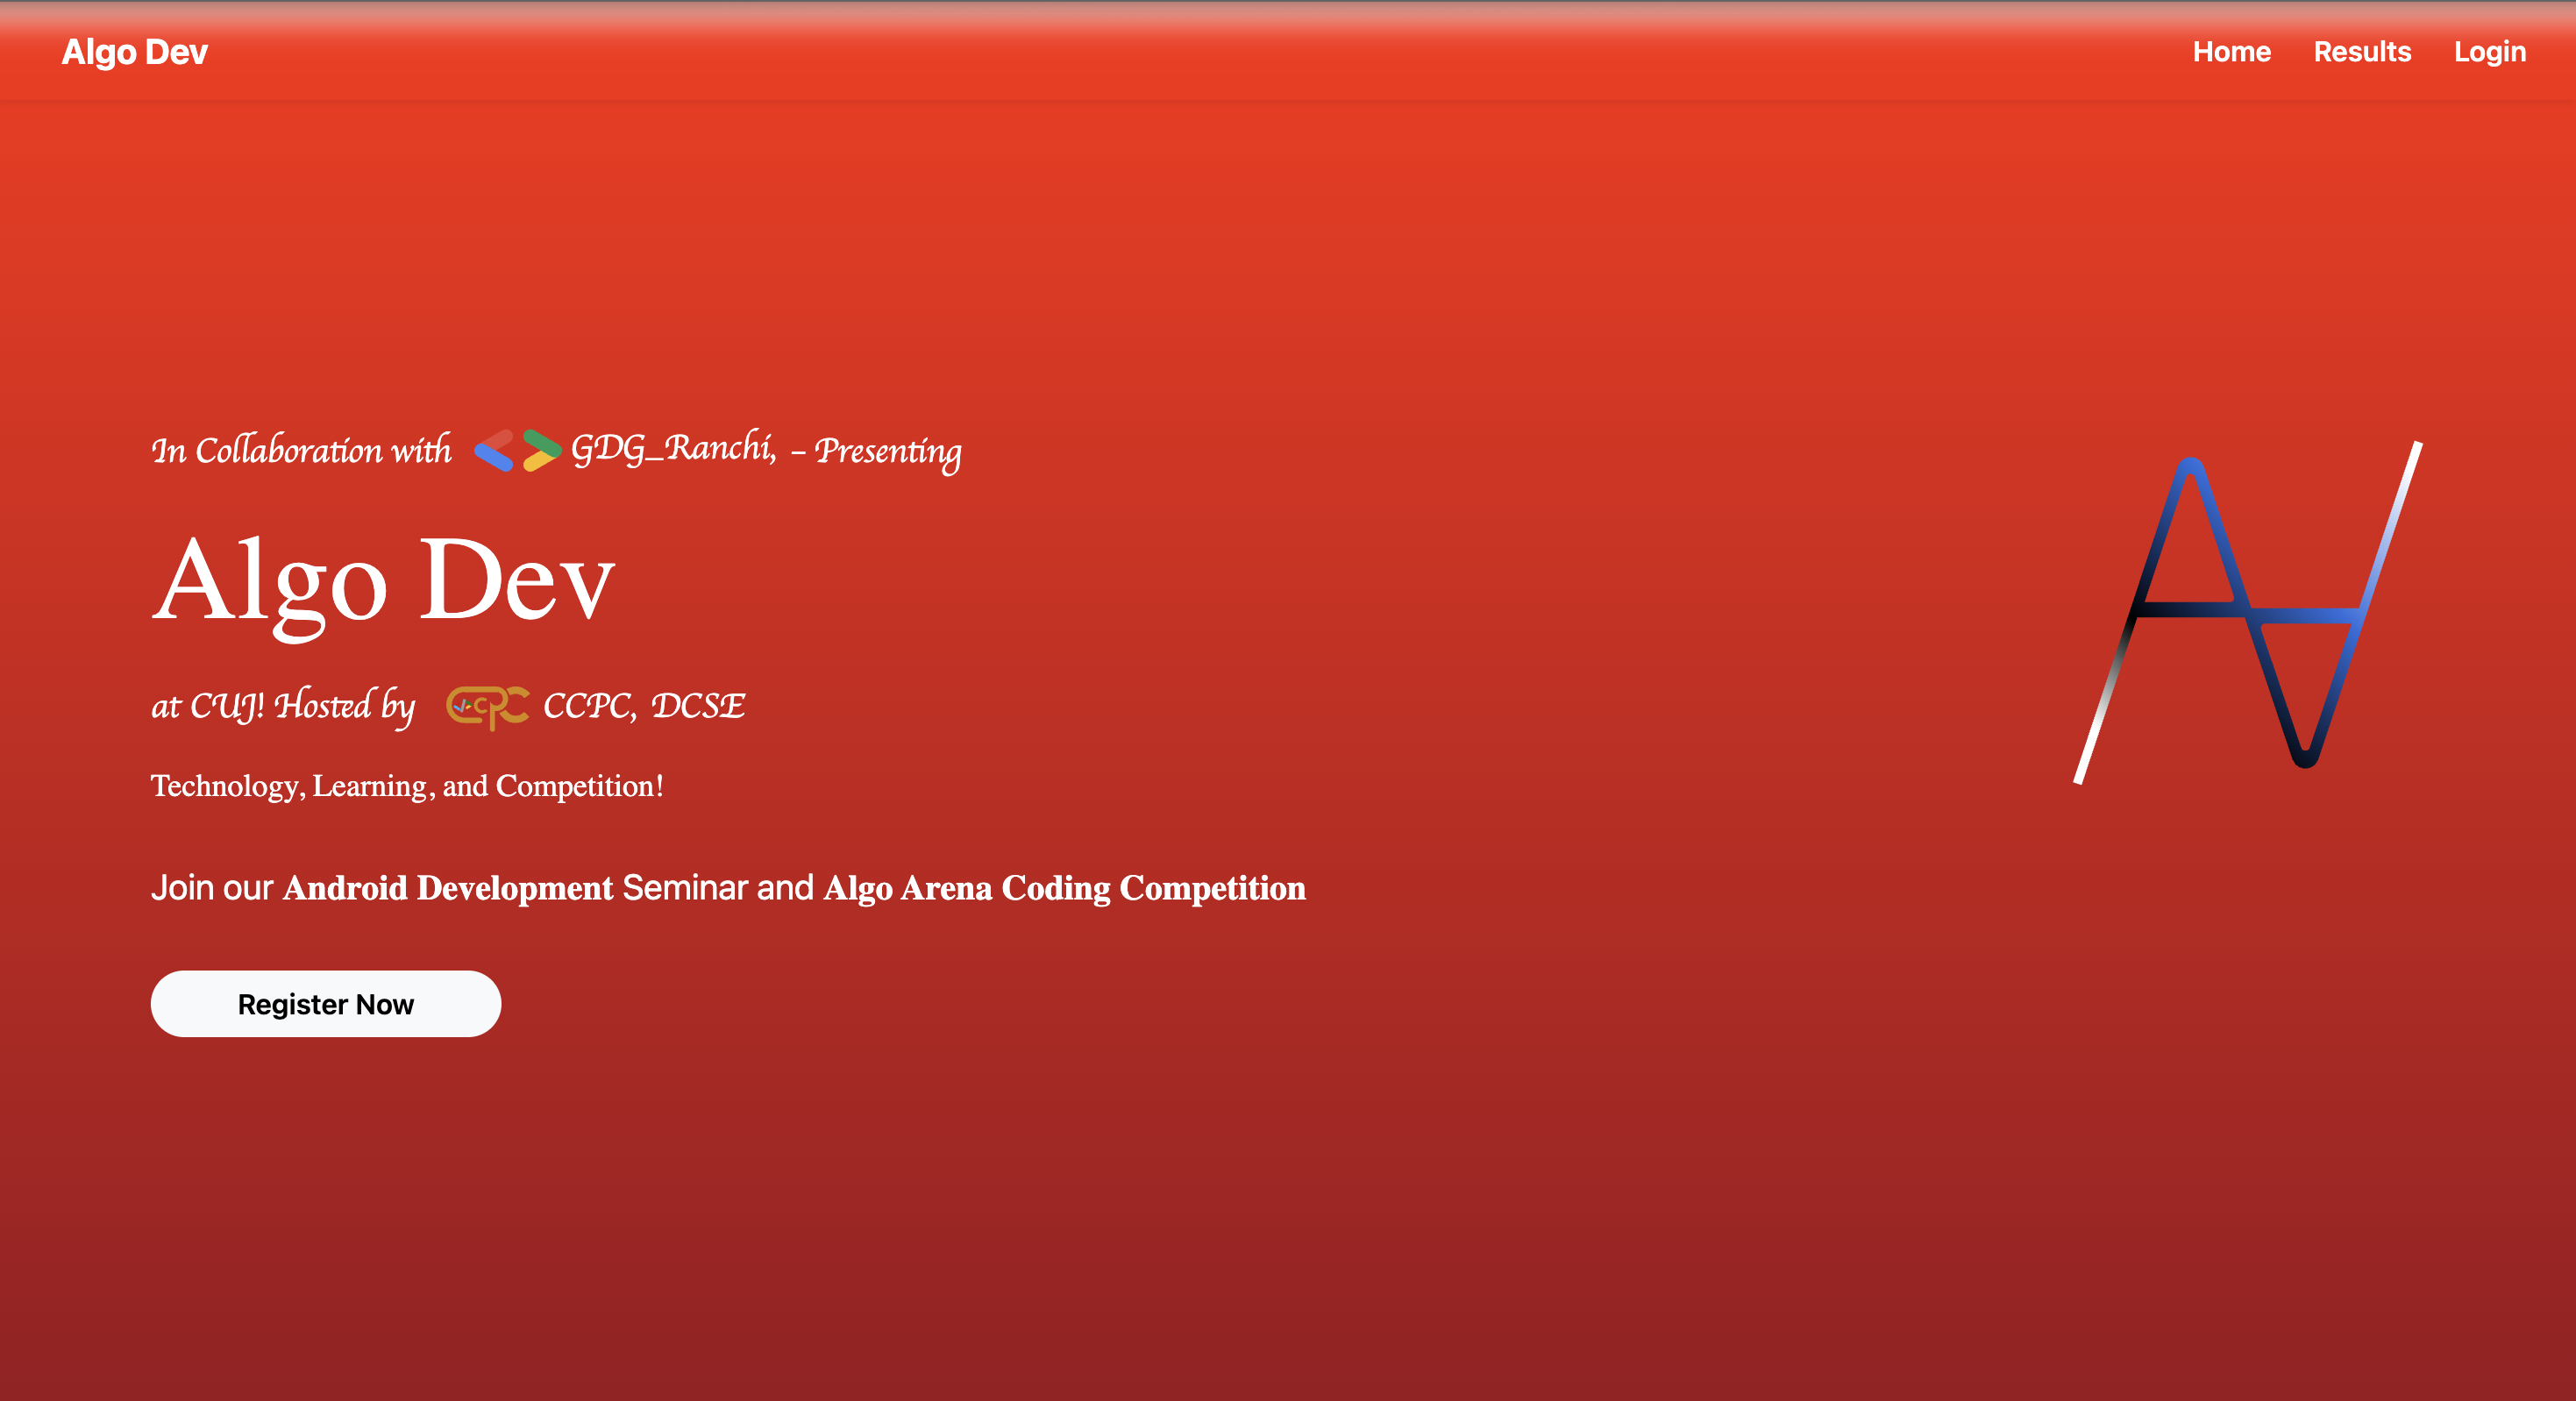 Algo Dev
Home Results Login
In Collaboration with GDG_Ranchi, – Presenting
Algo Dev
at CUJ! Hosted by CPC CCPC, DCSE
Technology, Learning, and Competition!
Join our Android Development Seminar and Algo Arena Coding Competition
Register Now